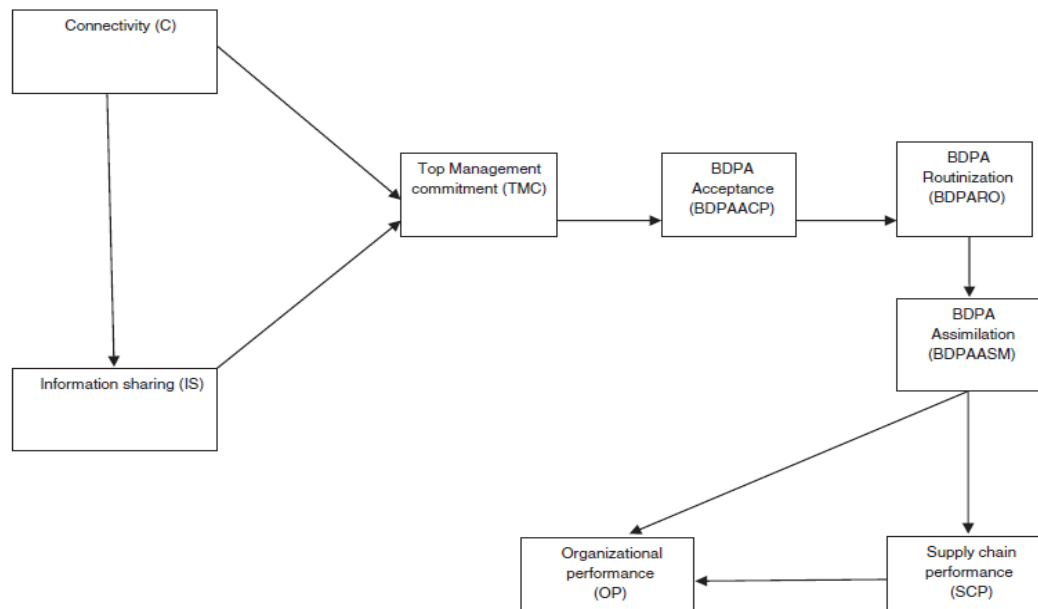 Connectivity (C)
Top Management
commitment (TMC)
BDPA
Acceptance
(BDPAACP)
BDPA
Routinization
(BDPARO)
BDPA
Assimilation
(BDPAASM)
Information sharing (IS)
Organizational
performance
(OP)
Supply chain
performance
(SCP)